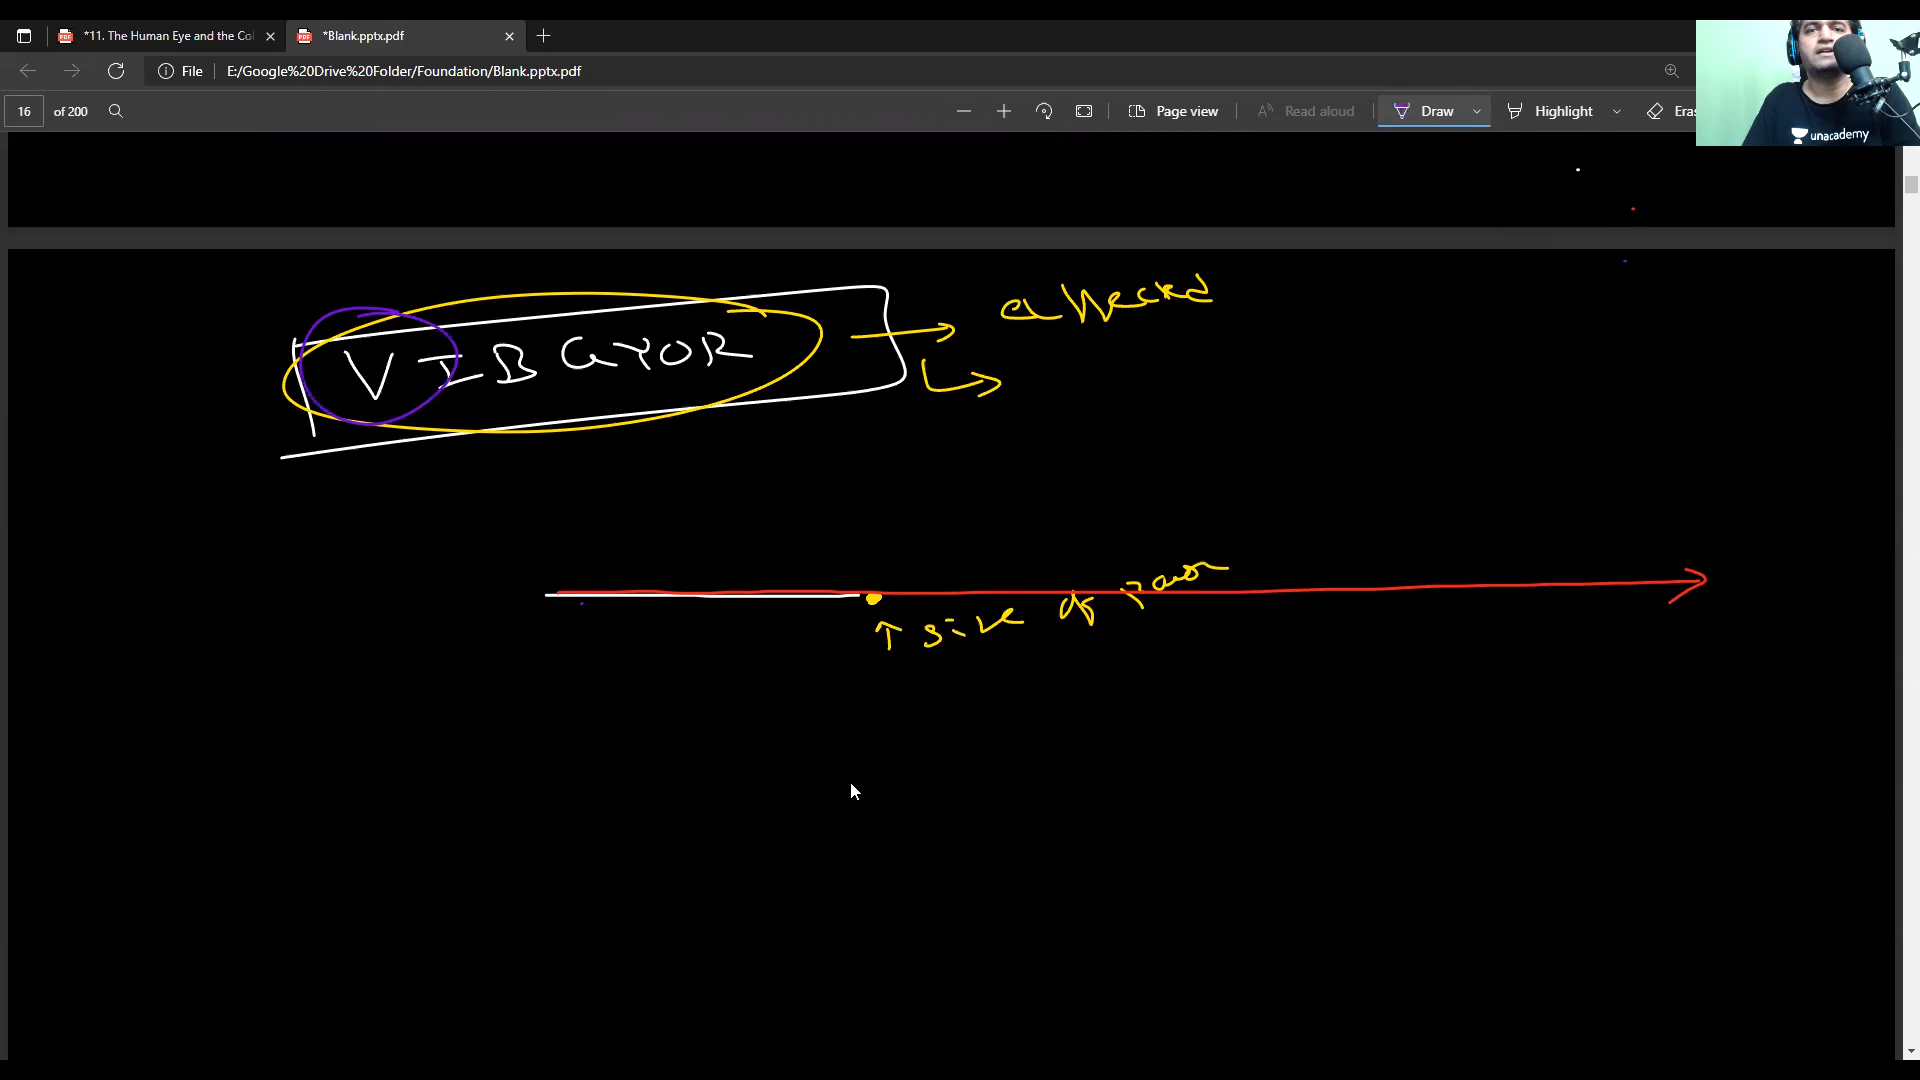 *11. The Human Eye and the Col
*Blank.pptx.pdf
File
E:/Google%20Drive%20Folder/Foundation/Blank.pptx.pdf
16 of 200
Page view
Read aloud
Draw
Highlight
Eras
unacademy
VIBGYOR
↑ size of